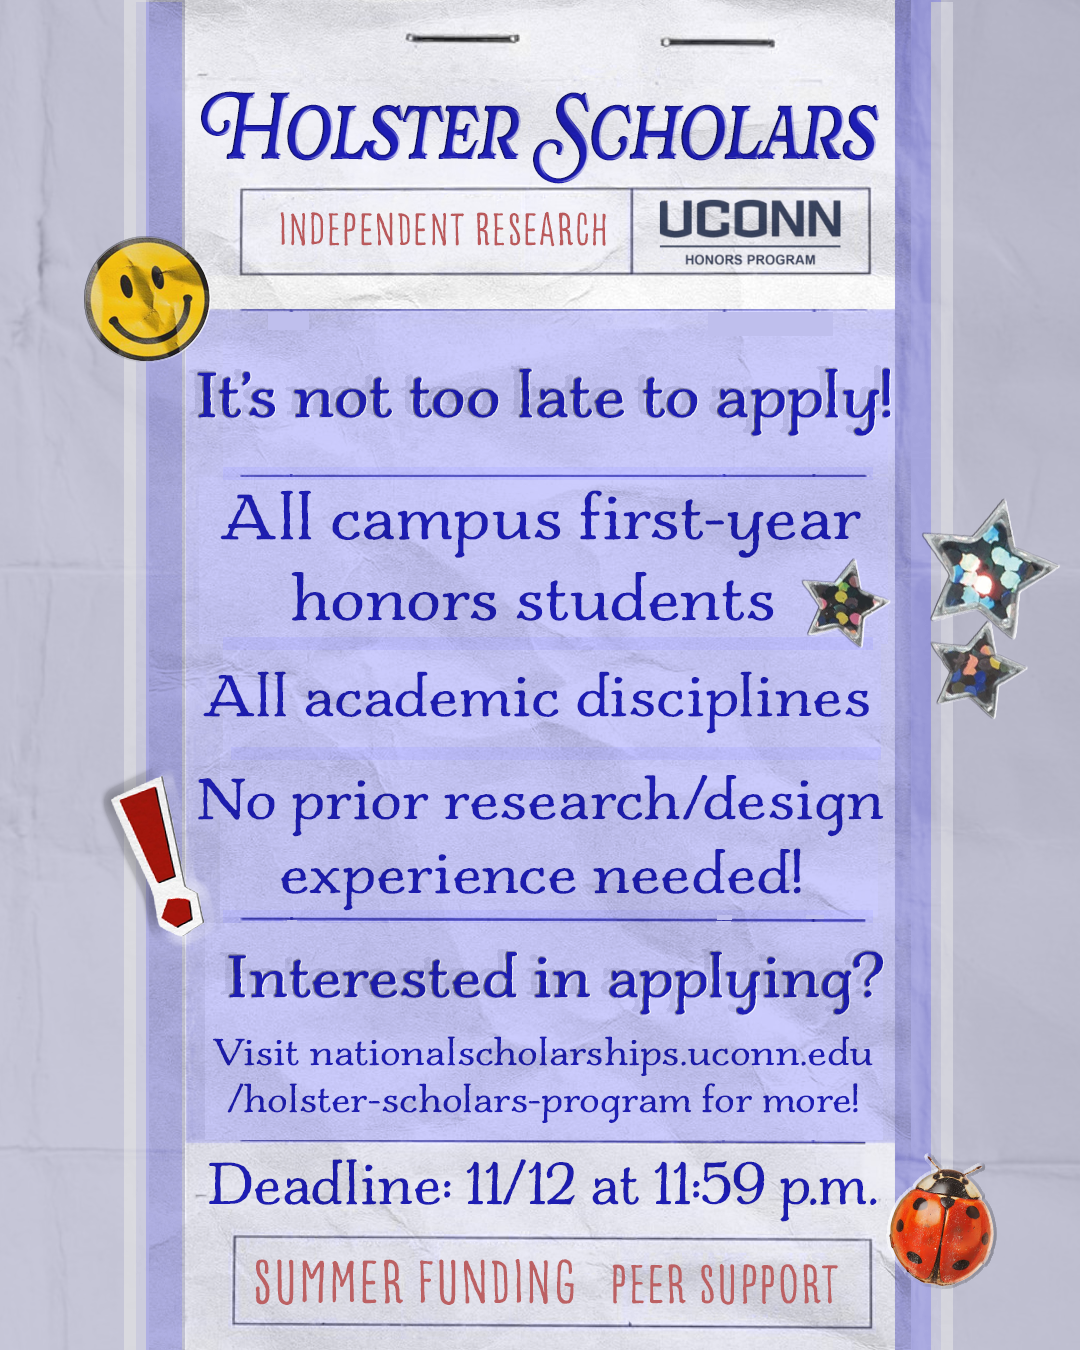 HOLSTER SCHOLARS
INDEPENDENT RESEARCH
UCONN
HONORS PROGRAM
It's not too late to apply!
All campus first-year
honors students
All academic disciplines
No prior research/design
experience needed!
Interested in applying?
Visit nationalscholarships.uconn.edu
/holster-scholars-program for more!
Deadline: 11/12 at 11:59 p.m.
SUMMER FUNDING PEER SUPPORT